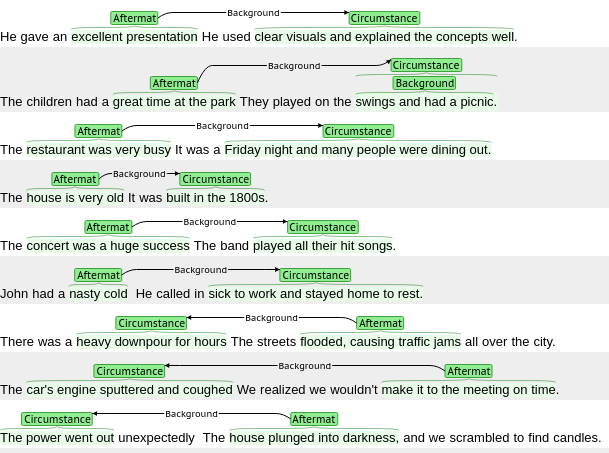 Aftermat Background Circumstance
He gave an excellent presentation He used clear visuals and explained the concepts well.
Background Circumstance
Aftermat Background
The children had a great time at the park They played on the swings and had a picnic.
Aftermat Background Circumstance
The restaurant was very busy It was a Friday night and many people were dining out.
Aftermat Background Circumstance
The house is very old It was built in the 1800s.
Aftermat Background Circumstance
The concert was a huge success The band played all their hit songs.
Aftermat Background Circumstance
John had a nasty cold He called in sick to work and stayed home to rest.
Circumstance Background Aftermat
There was a heavy downpour for hours The streets flooded, causing traffic jams all over the city.
Circumstance Background Aftermat
The car's engine sputtered and coughed We realized we wouldn't make it to the meeting on time.
Circumstance Background Aftermat
The power went out unexpectedly The house plunged into darkness, and we scrambled to find candles.